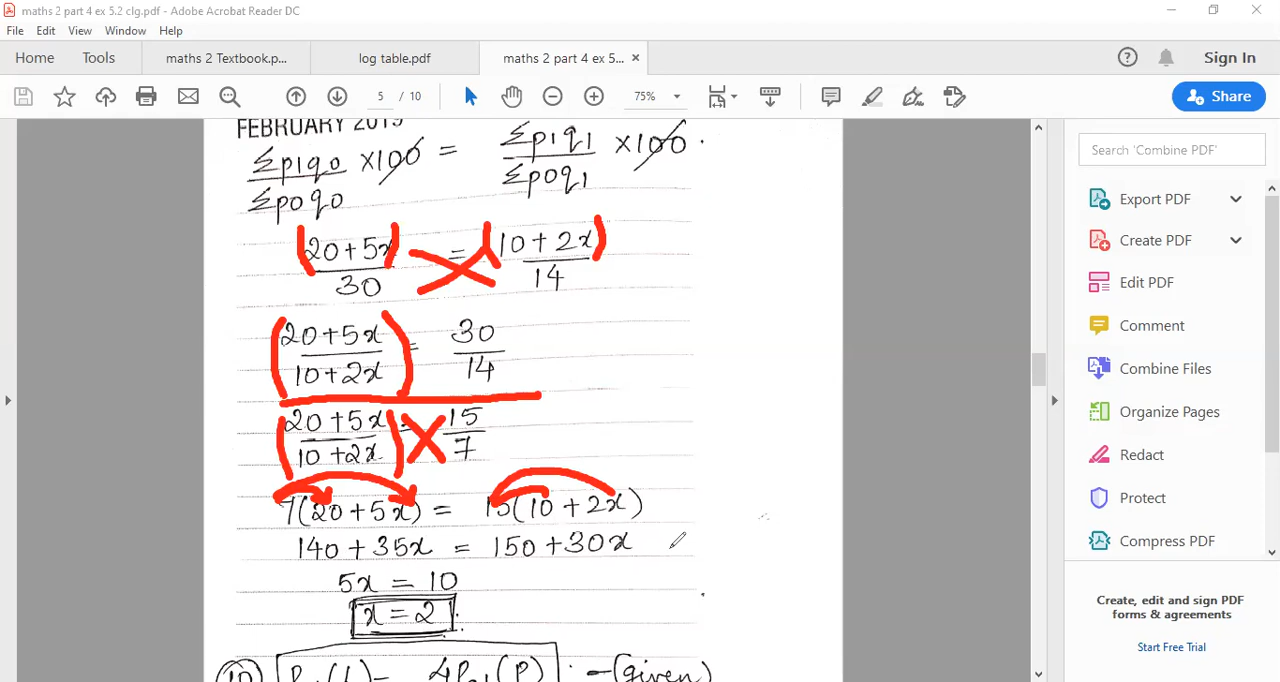 maths 2 part 4 ex 5.2 clg.pdf - Adobe Acrobat Reader DC
File Edit View Window Help
Home Tools maths 2 Textbook.p... log table.pdf maths 2 part 4 ex 5... ×
Sign In
5 / 10 75% Share
FEBRUARY 2019
Σp1q0 ×100 = Σp1q1 ×100 .
Σp0q0 Σp0q1
(20+5x) = (10+2x)
30 14
(20+5x = 30
10+2x) 14
(20+5x = 15
10+2x) 7
7(20+5x) = 15(10+2x)
140+35x = 150+30x
5x = 10
x=2
(given)
Search 'Combine PDF'
Export PDF
Create PDF
Edit PDF
Comment
Combine Files
Organize Pages
Redact
Protect
Compress PDF
Convert, edit and sign PDF
forms & agreements
Start Free Trial